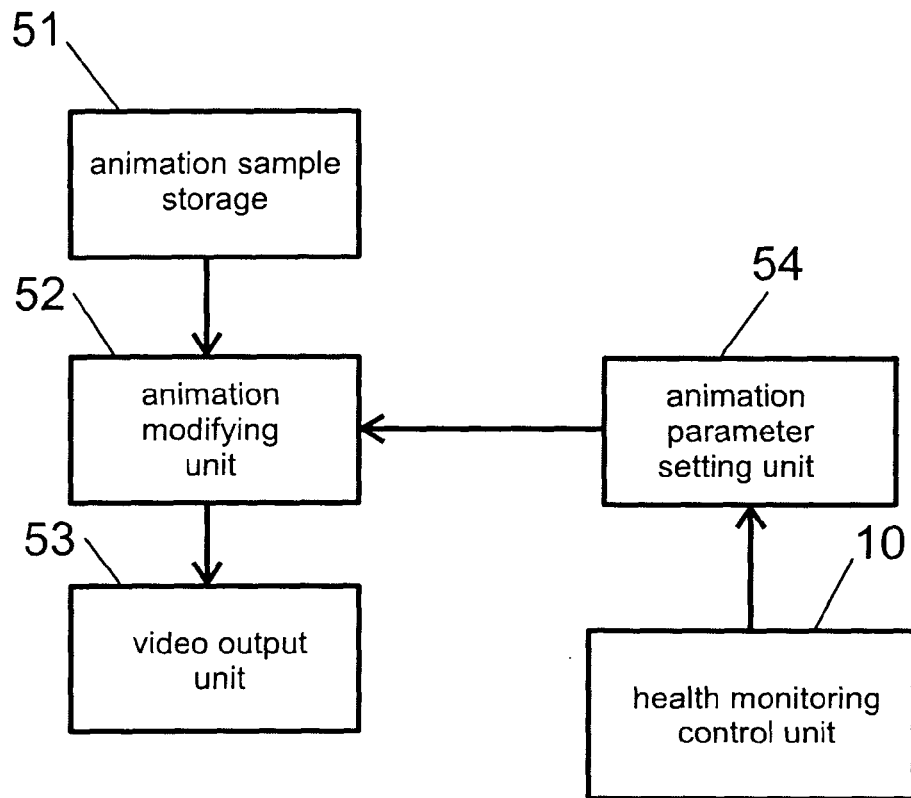 51
animation sample
storage
52
animation
modifying
unit
54
animation
parameter
setting unit
53
video output
unit
10
health monitoring
control unit